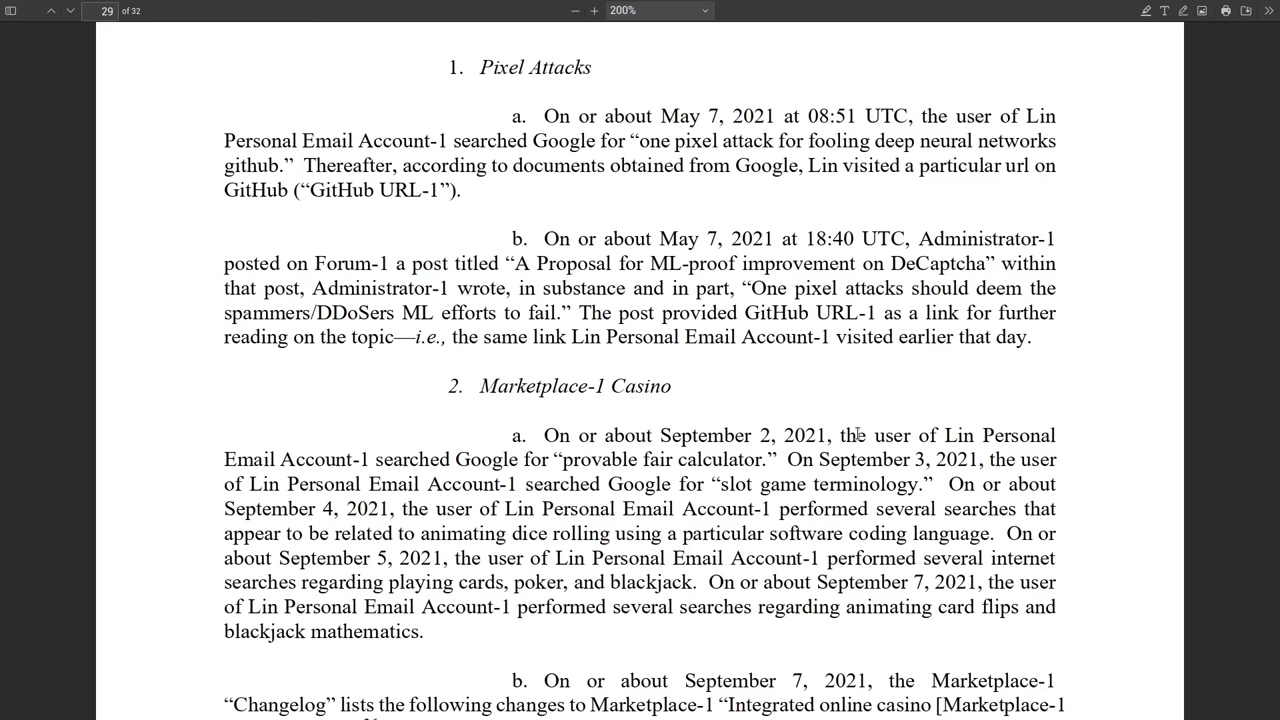 29 of 32
200%
1. Pixel Attacks
a. On or about May 7, 2021 at 08:51 UTC, the user of Lin
Personal Email Account-1 searched Google for “one pixel attack for fooling deep neural networks
github.” Thereafter, according to documents obtained from Google, Lin visited a particular url on
GitHub (“GitHub URL-1”).
b. On or about May 7, 2021 at 18:40 UTC, Administrator-1
posted on Forum-1 a post titled “A Proposal for ML-proof improvement on DeCaptcha” within
that post, Administrator-1 wrote, in substance and in part, “One pixel attacks should deem the
spammers/DDoSers ML efforts to fail.” The post provided GitHub URL-1 as a link for further
reading on the topic—i.e., the same link Lin Personal Email Account-1 visited earlier that day.
2. Marketplace-1 Casino
a. On or about September 2, 2021, the user of Lin Personal
Email Account-1 searched Google for “provable fair calculator.” On September 3, 2021, the user
of Lin Personal Email Account-1 searched Google for “slot game terminology.” On or about
September 4, 2021, the user of Lin Personal Email Account-1 performed several searches that
appear to be related to animating dice rolling using a particular software coding language. On or
about September 5, 2021, the user of Lin Personal Email Account-1 performed several internet
searches regarding playing cards, poker, and blackjack. On or about September 7, 2021, the user
of Lin Personal Email Account-1 performed several searches regarding animating card flips and
blackjack mathematics.
b. On or about September 7, 2021, the Marketplace-1
“Changelog” lists the following changes to Marketplace-1 “Integrated online casino [Marketplace-1